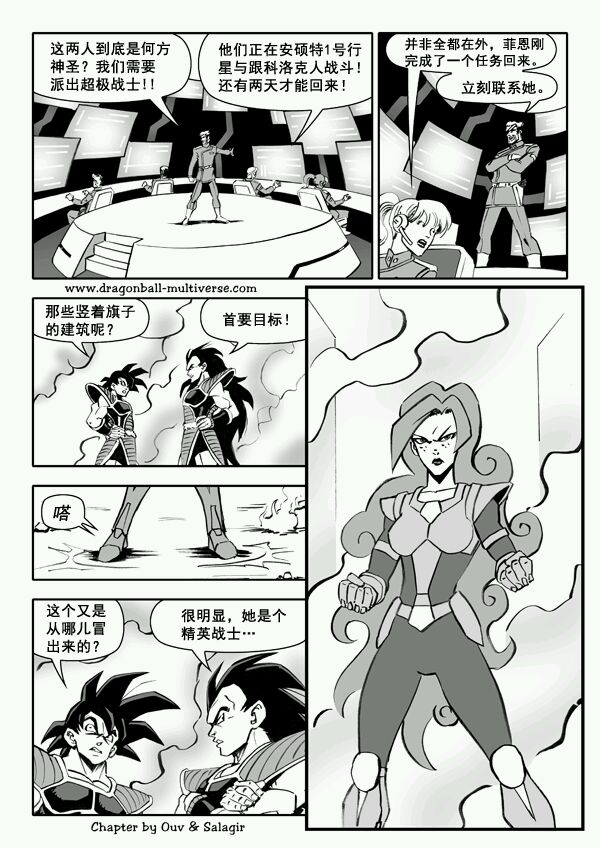 这两人到底是何方
神圣？我们需要
派出超极战士!!
他们正在安硕特1号行
星与跟科洛克人战斗！
还有两天才能回来！
并非全都在外，菲恩刚
完成了一个任务回来。
立刻联系她。
www.dragonball-multiverse.com
那些竖着旗子
的建筑呢？
首要目标！
嗒
这个又是
从哪儿冒
出来的？
很明显，她是个
精英战士…
Chapter by Ouv & Salagir